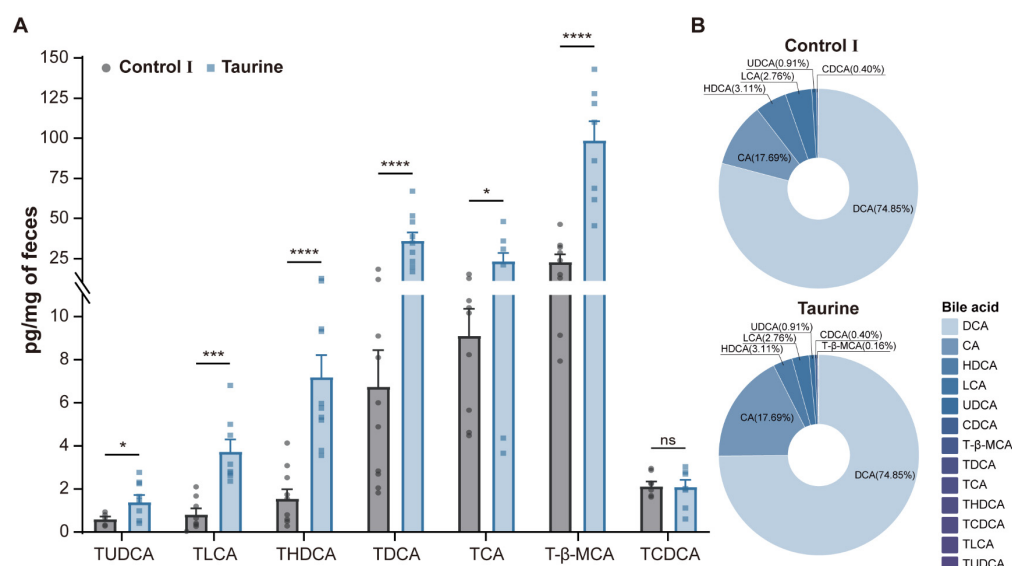 A
pg/mg of feces
150
125
100
75
50
25
10
8
6
4
2
0
Control I
Taurine
*
***
****
****
*
****
ns
TUDCA
TLCA
THDCA
TDCA
TCA
T-β-MCA
TCDCA
B
Control I
UDCA(0.91%)
CDCA(0.40%)
LCA(2.76%)
HDCA(3.11%)
CA(17.69%)
DCA(74.85%)
Taurine
UDCA(0.91%)
CDCA(0.40%)
LCA(2.76%)
T-β-MCA(0.16%)
HDCA(3.11%)
CA(17.69%)
DCA(74.85%)
Bile acid
DCA
CA
HDCA
LCA
UDCA
CDCA
T-β-MCA
TDCA
TCA
THDCA
TCDCA
TLCA
TUDCA